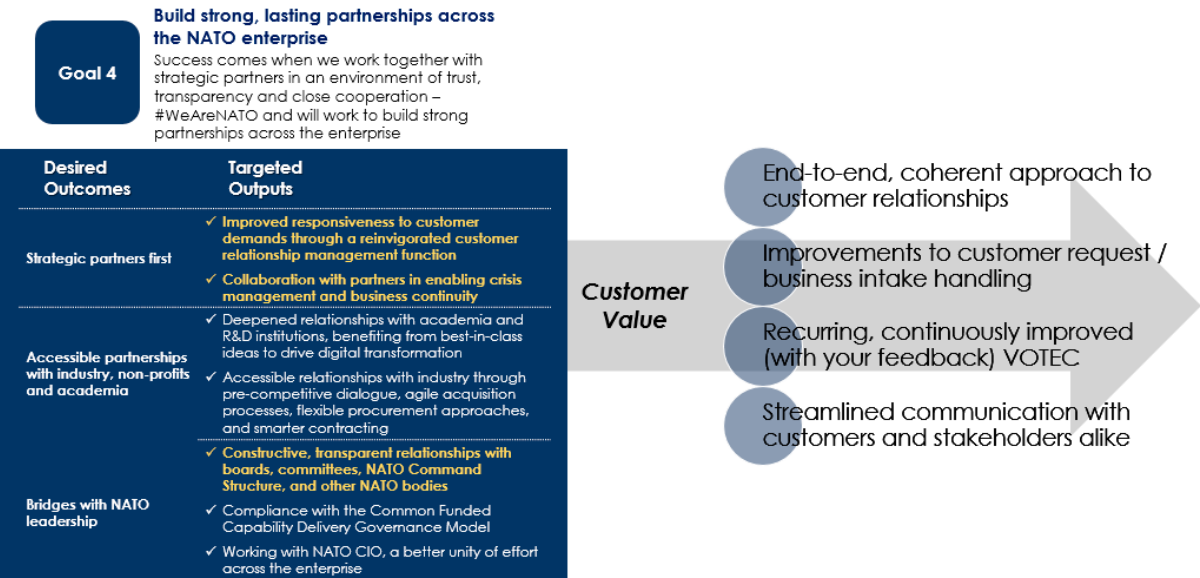 Goal 4
Build strong, lasting partnerships across
the NATO enterprise
Success comes when we work together with
strategic partners in an environment of trust,
transparency and close cooperation –
#WeAreNATO and will work to build strong
partnerships across the enterprise
Desired
Outcomes
Targeted
Outputs
Strategic partners first
✓ Improved responsiveness to customer
demands through a reinvigorated customer
relationship management function
✓ Collaboration with partners in enabling crisis
management and business continuity
Accessible partnerships
with industry, non-profits
and academia
✓ Deepened relationships with academia and
R&D institutions, benefiting from best-in-class
ideas to drive digital transformation
✓ Accessible relationships with industry through
pre-competitive dialogue, agile acquisition
processes, flexible procurement approaches,
and smarter contracting
Bridges with NATO
leadership
✓ Constructive, transparent relationships with
boards, committees, NATO Command
Structure, and other NATO bodies
✓ Compliance with the Common Funded
Capability Delivery Governance Model
✓ Working with NATO CIO, a better unity of effort
across the enterprise
Customer
Value
End-to-end, coherent approach to
customer relationships
Improvements to customer request /
business intake handling
Recurring, continuously improved
(with your feedback) VOTEC
Streamlined communication with
customers and stakeholders alike